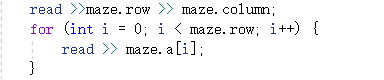 read >>maze.row >> maze.column;
for (int i = 0; i < maze.row; i++) {
read >> maze.a[i];
}